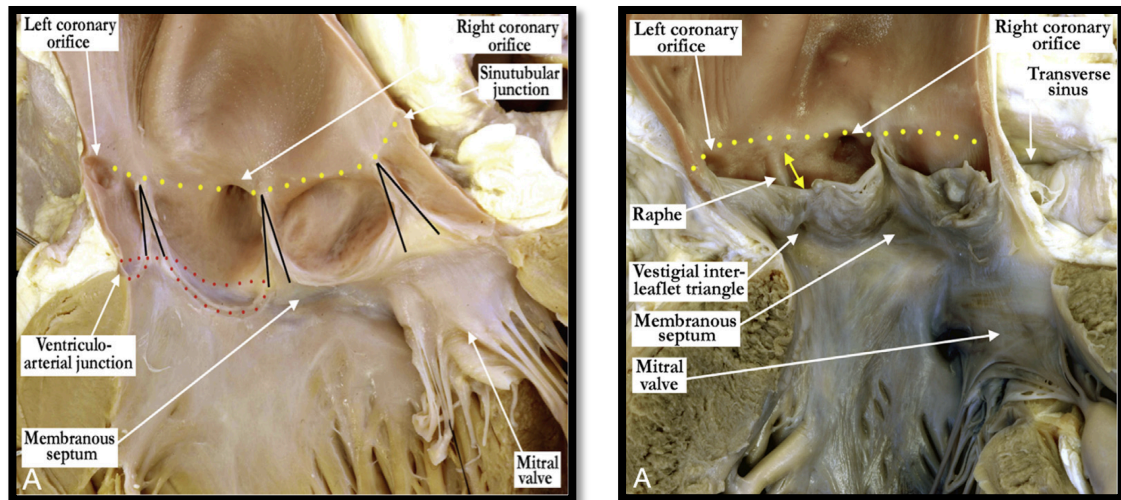 Left coronary
orifice
Right coronary
orifice
Sinutubular
junction
Ventriculo-
arterial junction
Membranous
septum
Mitral
valve
A
Left coronary
orifice
Right coronary
orifice
Transverse
sinus
Raphe
Vestigial inter-
leaflet triangle
Membranous
septum
Mitral
valve
A